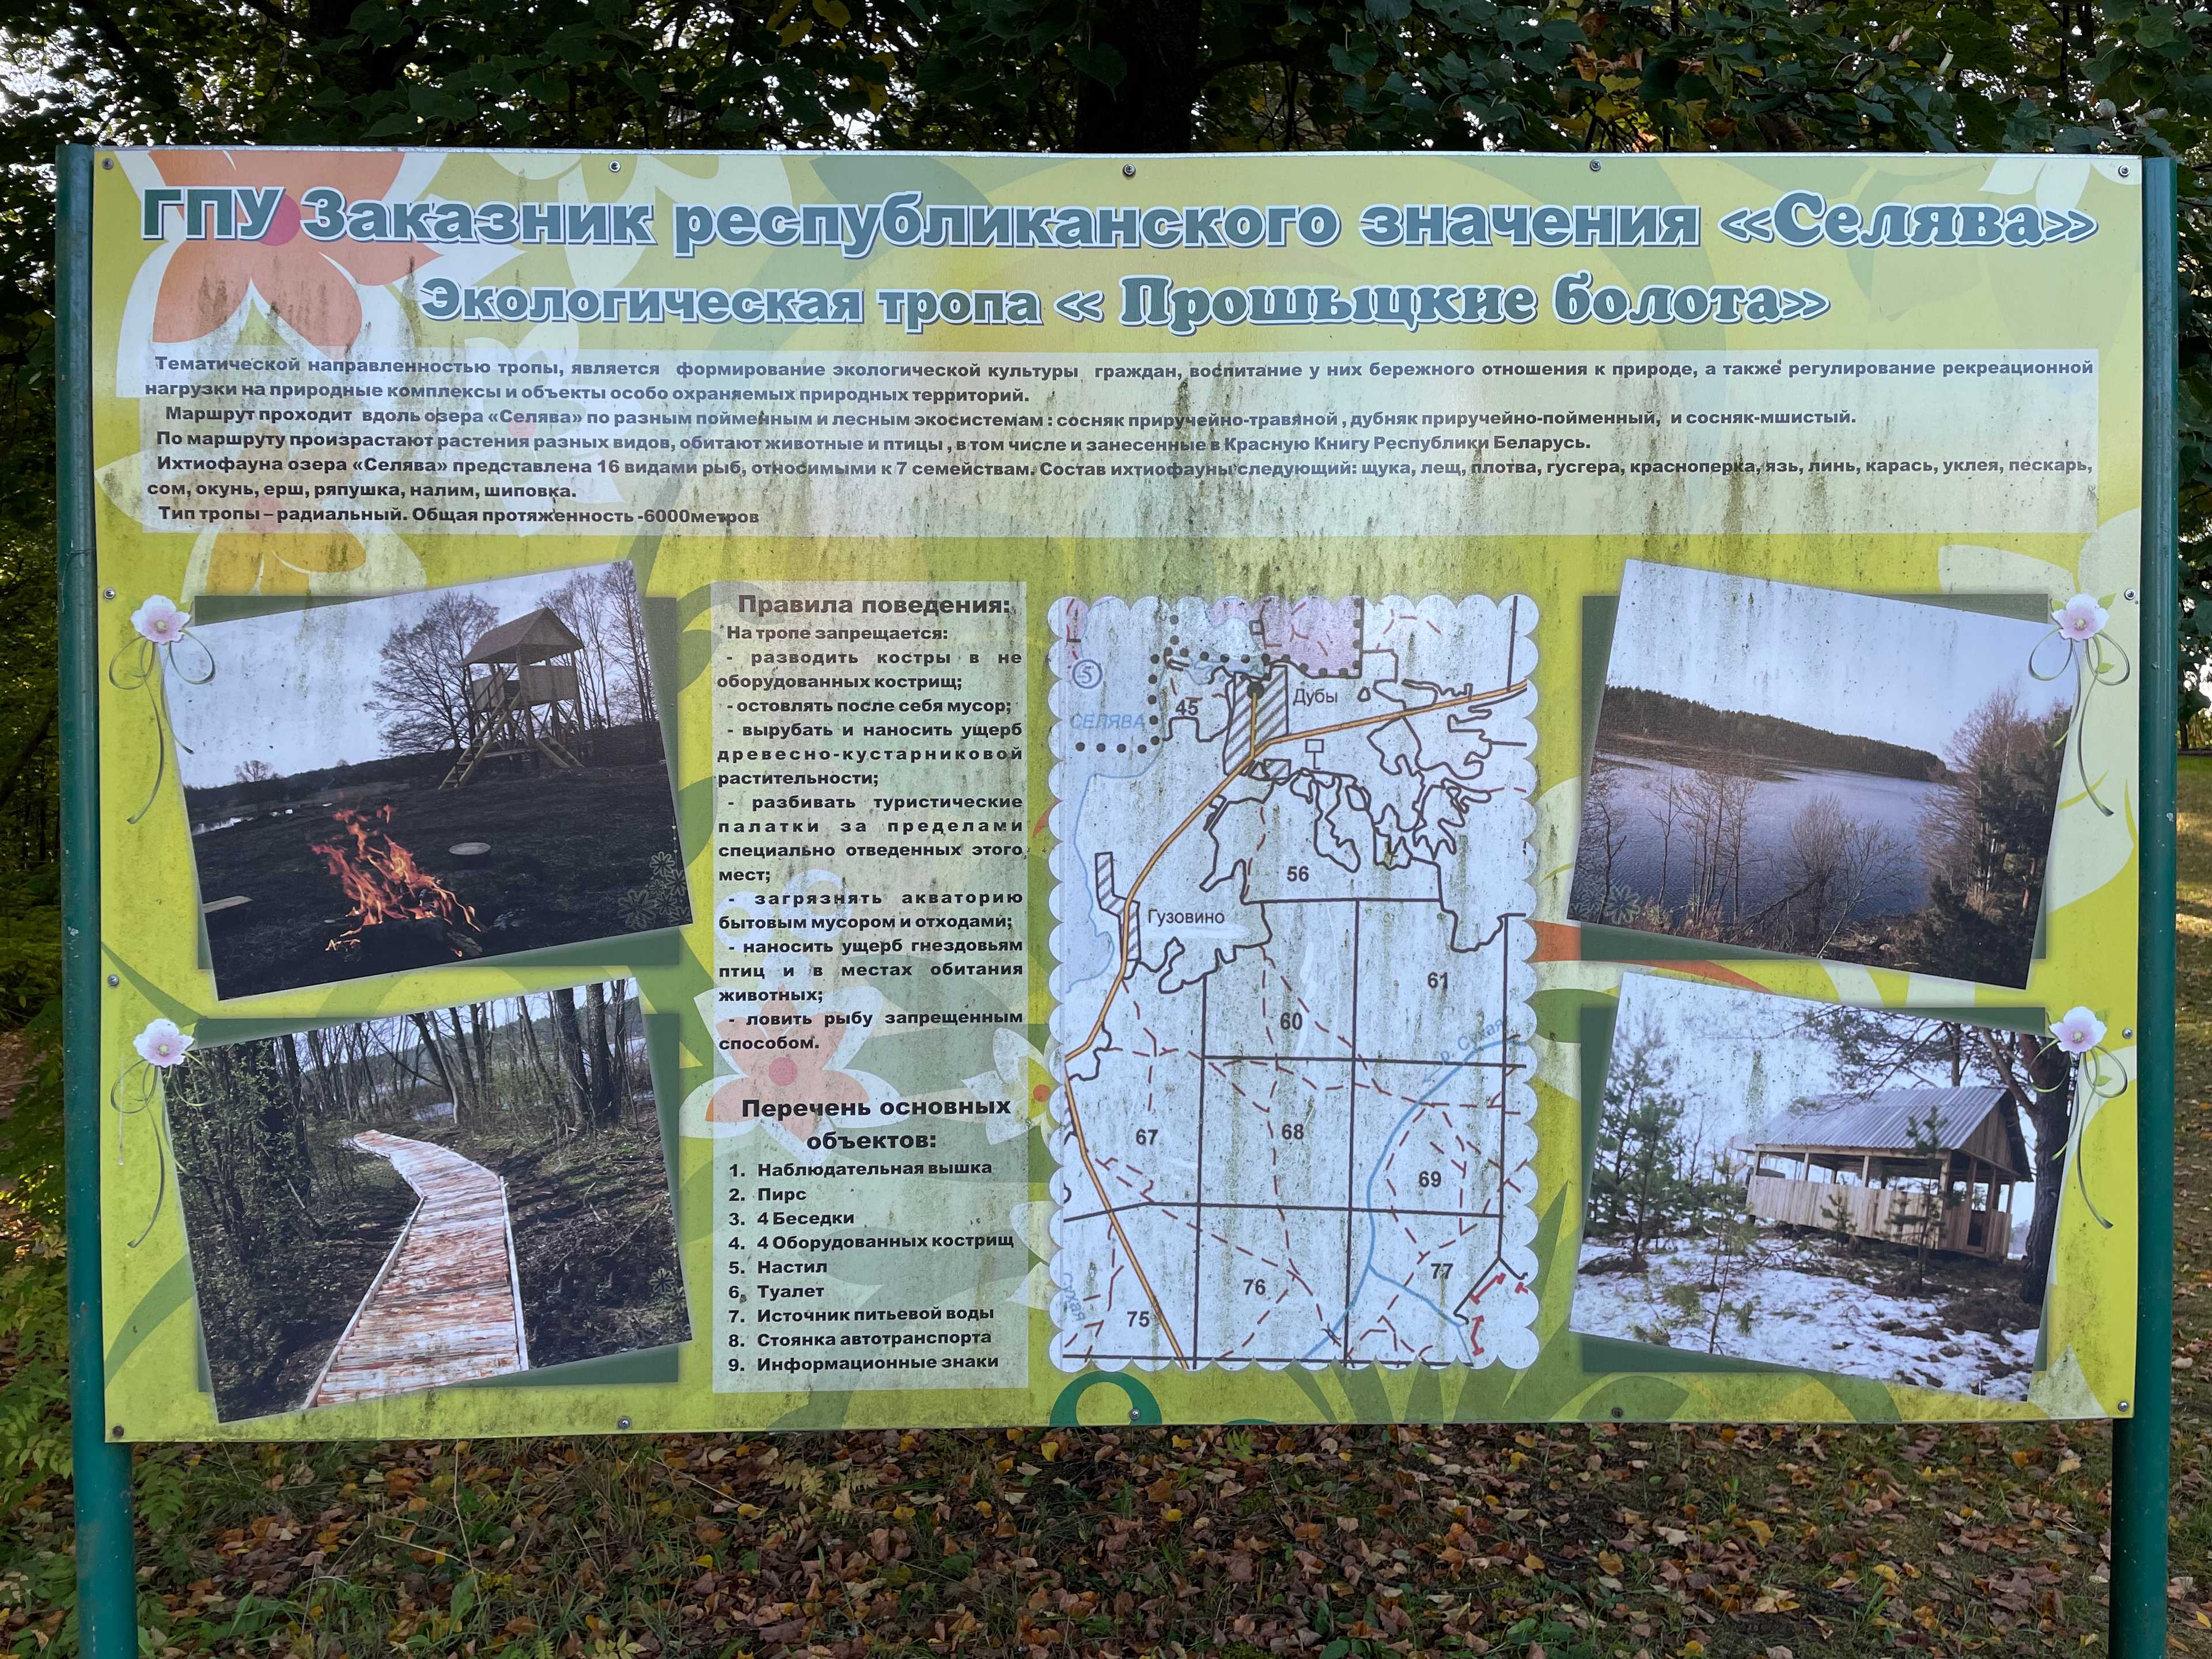 ГПУ Заказник республиканского значения «Селява»
Экологическая тропа « Прошыцкие болота»
Тематической направленностью тропы, является формирование экологической культуры граждан, воспитание у них бережного отношения к природе, а также регулирование рекреационной
нагрузки на природные комплексы и объекты особо охраняемых природных территорий.
Маршрут проходит вдоль озера «Селява» по разным пойменным и лесным экосистемам : сосняк приручейно-травяной , дубняк приручейно-пойменный, и сосняк-мшистый.
По маршруту произрастают растения разных видов, обитают животные и птицы , в том числе и занесенные в Красную Книгу Республики Беларусь.
Ихтиофауна озера «Селява» представлена 16 видами рыб, относимыми к 7 семействам. Состав ихтиофауны следующий: щука, лещ, плотва, гусгера, красноперка, язь, линь, карась, уклея, пескарь,
сом, окунь, ерш, ряпушка, налим, шиповка.
Тип тропы – радиальный. Общая протяженность -6000метров
Правила поведения:
На тропе запрещается:
- разводить костры в не
оборудованных кострищ;
- остовлять после себя мусор;
- вырубать и наносить ущерб
древесно-кустарниковой
растительности;
- разбивать туристические
палатки за пределами
специально отведенных этого
мест;
- загрязнять акваторию
бытовым мусором и отходами;
- наносить ущерб гнездовьям
птиц и в местах обитания
животных;
- ловить рыбу запрещенным
способом.
Перечень основных
объектов:
1. Наблюдательная вышка
2. Пирс
3. 4 Беседки
4. 4 Оборудованных кострищ
5. Настил
6. Туалет
7. Источник питьевой воды
8. Стоянка автотранспорта
9. Информационные знаки
5
СЕЛЯВА
45
Дубы
56
Гузовино
61
60
р.
67
68
69
76
77
75